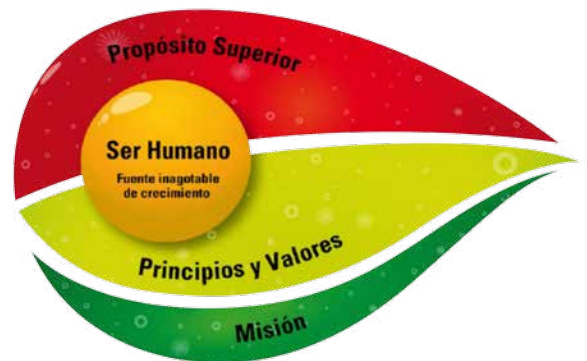 Propósito Superior
Ser Humano
Fuente inagotable
de crecimiento
Principios y Valores
Misión